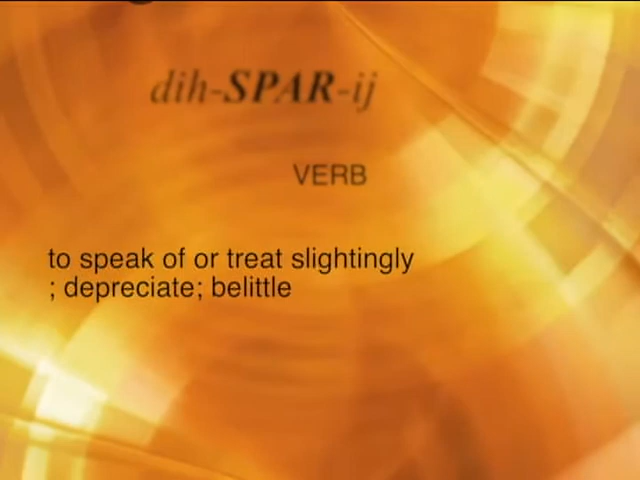 dih-SPAR-ij
VERB
to speak of or treat slightingly
; depreciate; belittle